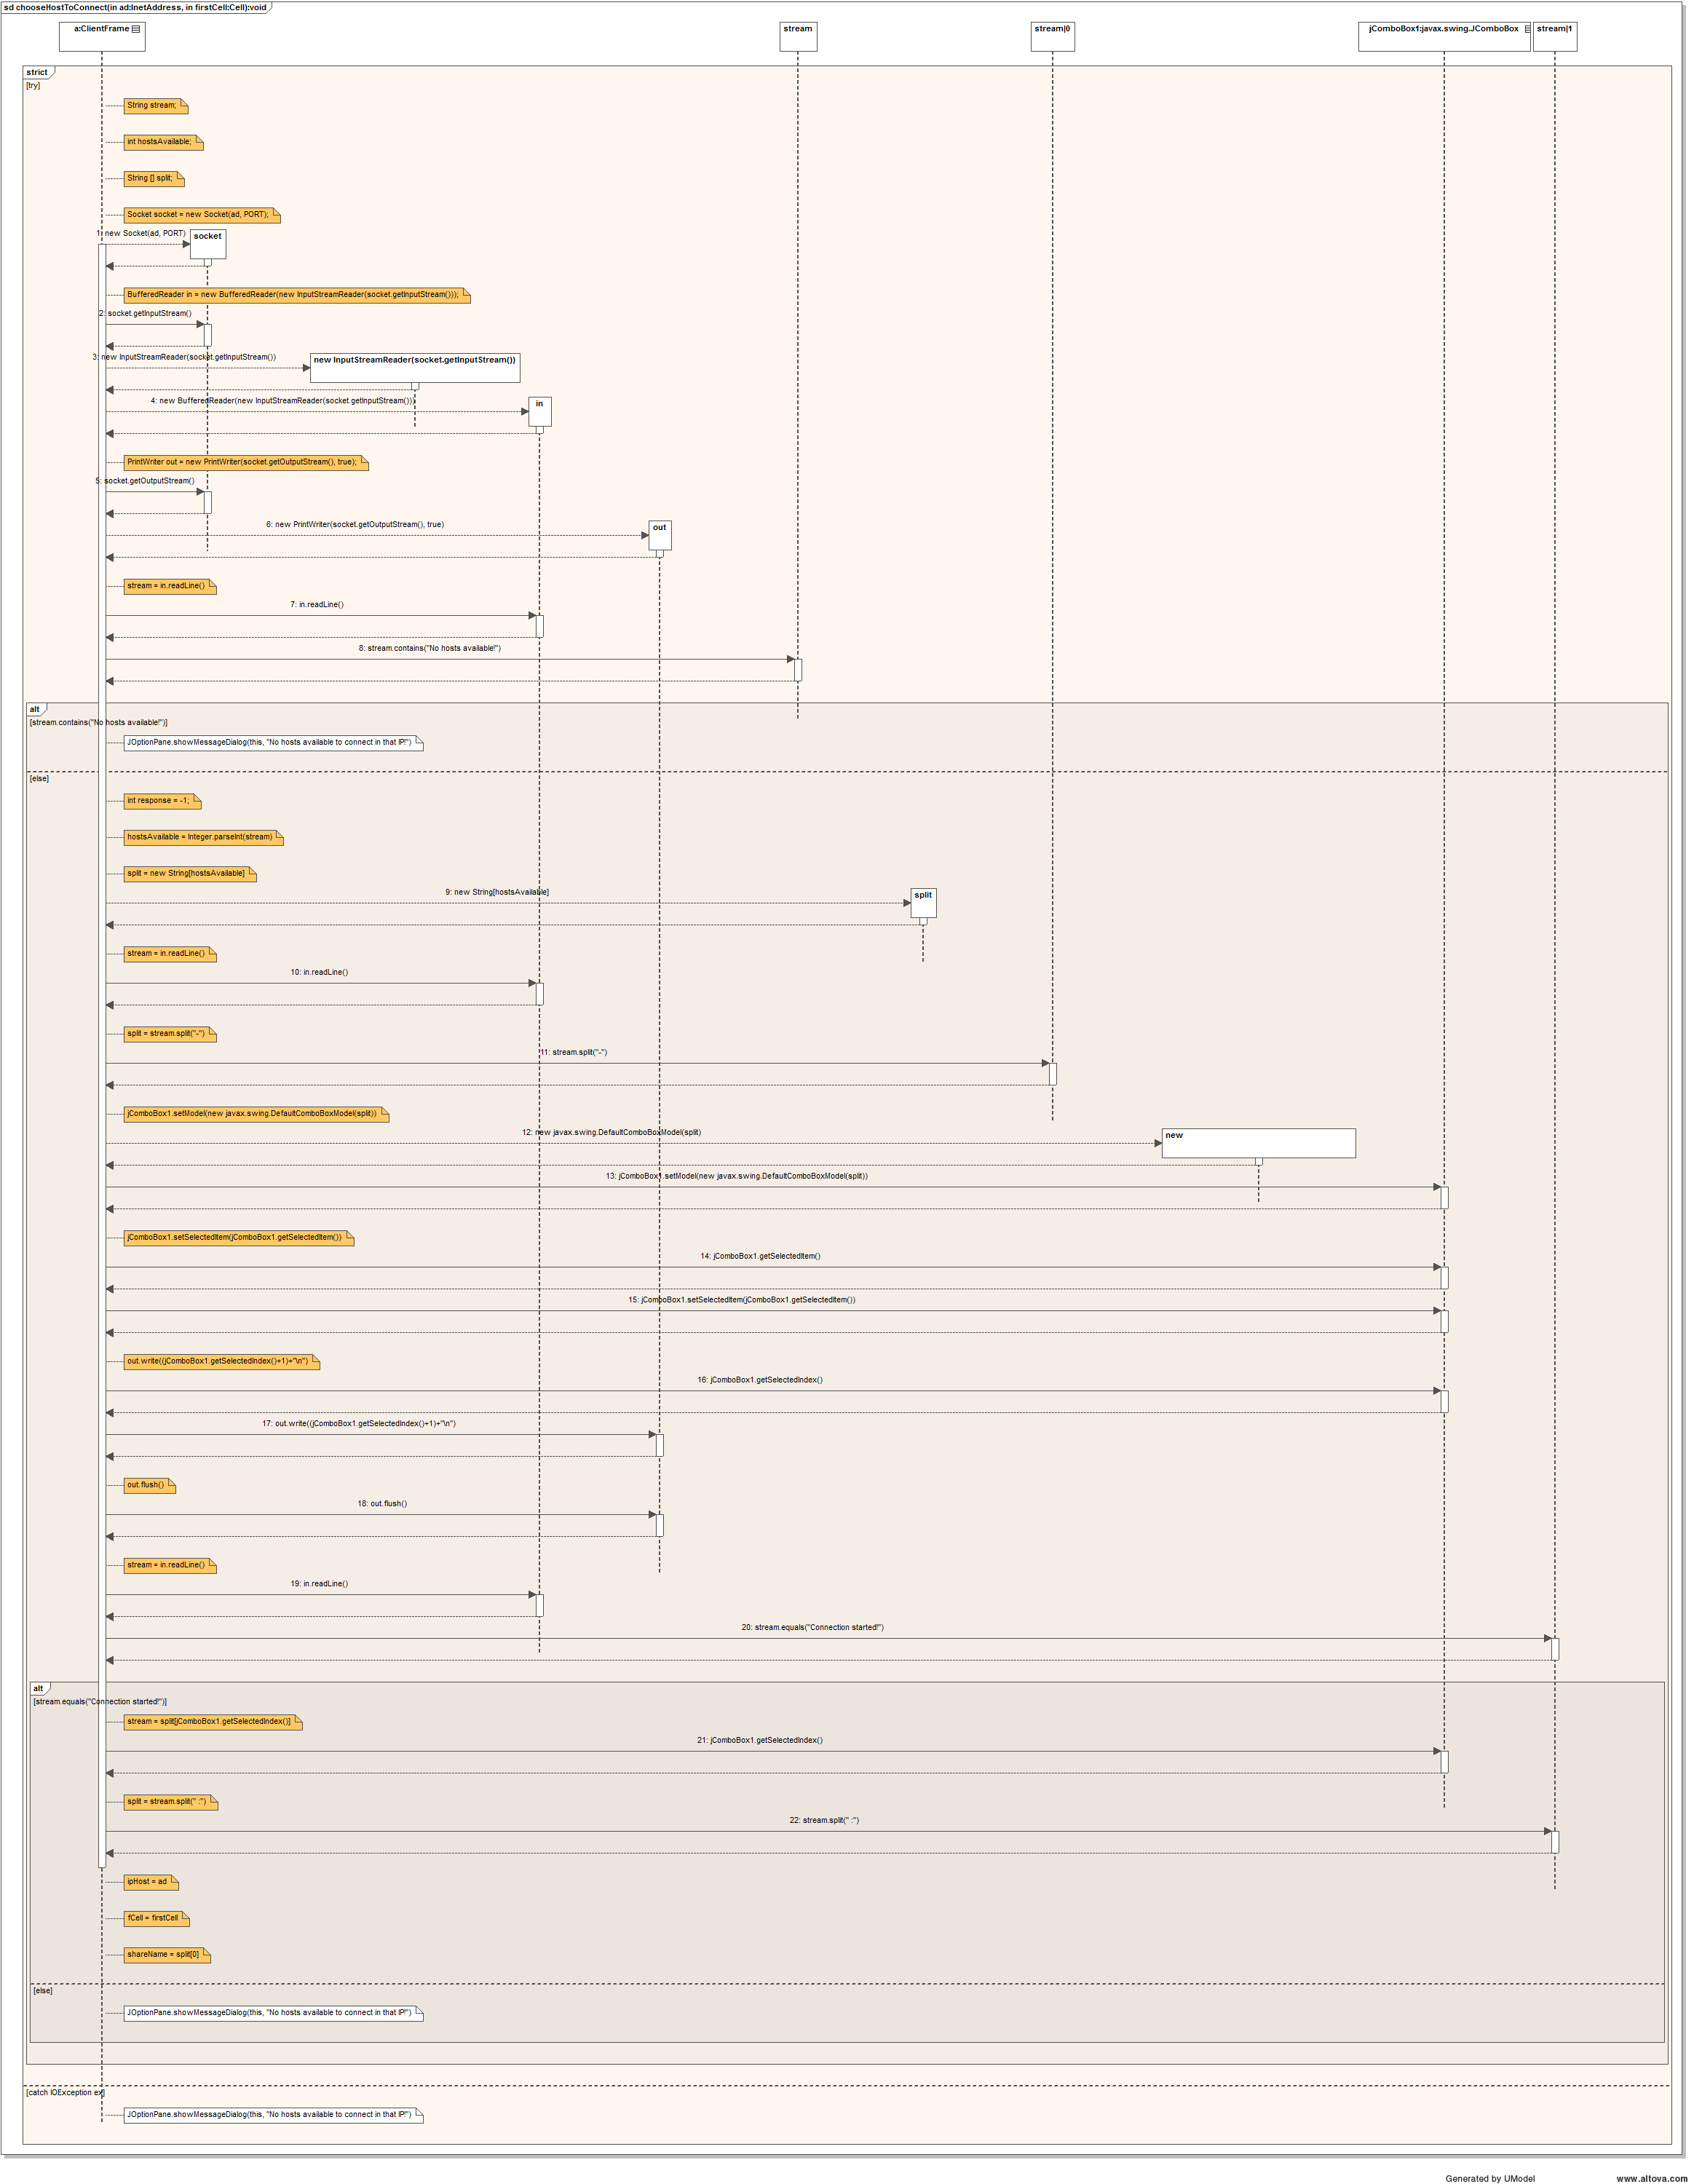 sd chooseHostToConnect(in ad:InetAddress, in firstCell:Cell):void
a:ClientFrame
stream
stream|0
jComboBox1:javax.swing.JComboBox
stream|1
strict
[try]
String stream;
int hostsAvailable;
String [] split;
Socket socket = new Socket(ad, PORT);
1: new Socket(ad, PORT)
socket
BufferedReader in = new BufferedReader(new InputStreamReader(socket.getInputStream()));
2: socket.getInputStream()
3: new InputStreamReader(socket.getInputStream())
new InputStreamReader(socket.getInputStream())
4: new BufferedReader(new InputStreamReader(socket.getInputStream()))
in
PrintWriter out = new PrintWriter(socket.getOutputStream(), true);
5: socket.getOutputStream()
6: new PrintWriter(socket.getOutputStream(), true)
out
stream = in.readLine()
7: in.readLine()
8: stream.contains("No hosts available!")
alt
[stream.contains("No hosts available!")]
JOptionPane.showMessageDialog(this, "No hosts available to connect in that IP!")
[else]
int response = -1;
hostsAvailable = Integer.parseInt(stream)
split = new String[hostsAvailable]
9: new String[hostsAvailable]
split
stream = in.readLine()
10: in.readLine()
split = stream.split("-")
11: stream.split("-")
jComboBox1.setModel(new javax.swing.DefaultComboBoxModel(split))
12: new javax.swing.DefaultComboBoxModel(split)
new
13: jComboBox1.setModel(new javax.swing.DefaultComboBoxModel(split))
jComboBox1.setSelectedItem(jComboBox1.getSelectedItem())
14: jComboBox1.getSelectedItem()
15: jComboBox1.setSelectedItem(jComboBox1.getSelectedItem())
out.write((jComboBox1.getSelectedIndex()+1)+"\n")
16: jComboBox1.getSelectedIndex()
17: out.write((jComboBox1.getSelectedIndex()+1)+"\n")
out.flush()
18: out.flush()
stream = in.readLine()
19: in.readLine()
20: stream.equals("Connection started!")
alt
[stream.equals("Connection started!")]
stream = split[jComboBox1.getSelectedIndex()]
21: jComboBox1.getSelectedIndex()
split = stream.split(" :")
22: stream.split(" :")
ipHost = ad
fCell = firstCell
shareName = split[0]
[else]
JOptionPane.showMessageDialog(this, "No hosts available to connect in that IP!")
[catch IOException ex]
JOptionPane.showMessageDialog(this, "No hosts available to connect in that IP!")
Generated by UModel
www.altova.com